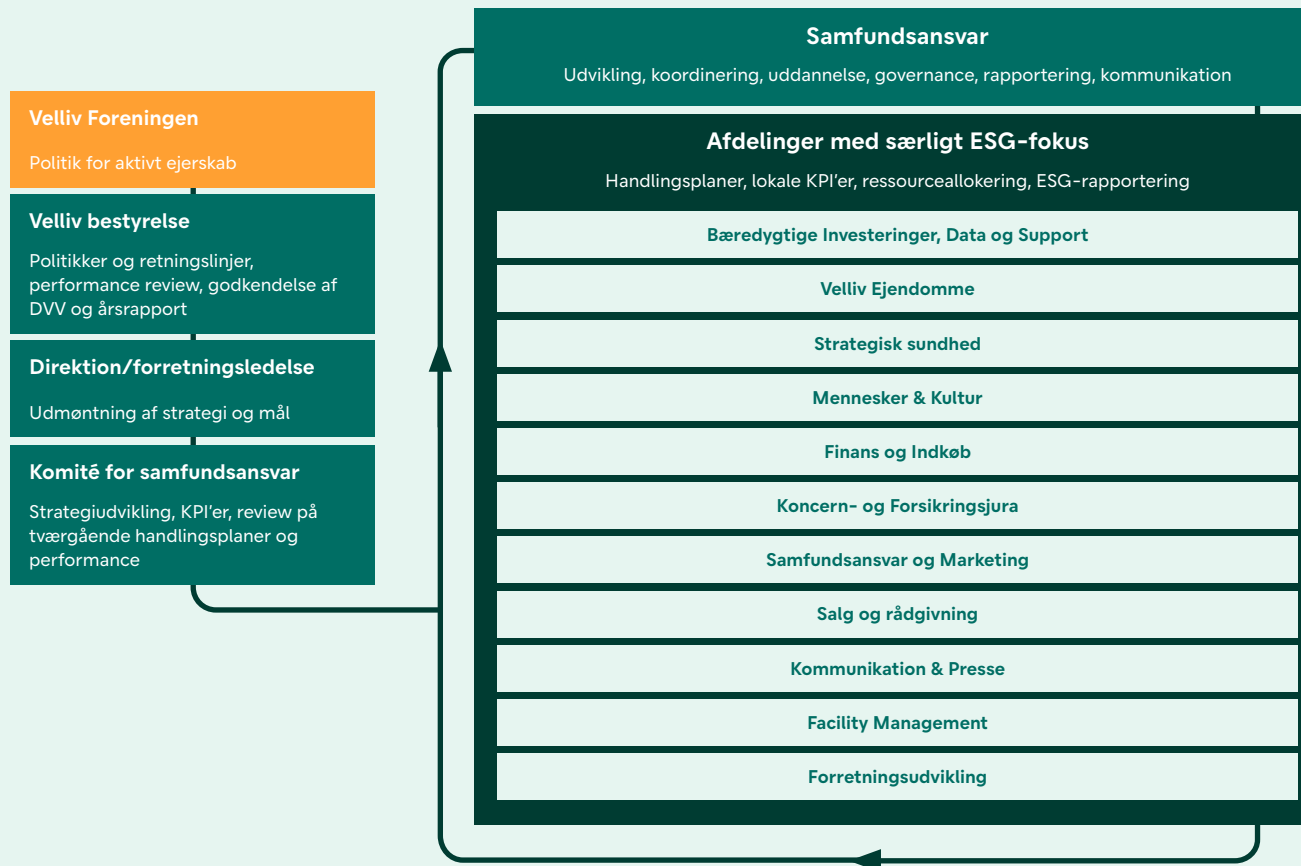 Velliv Foreningen
Politik for aktivt ejerskab
Velliv bestyrelse
Politikker og retningslinjer,
performance review, godkendelse af
DVV og årsrapport
Direktion/forretningsledelse
Udmøntning af strategi og mål
Komité for samfundsansvar
Strategiudvikling, KPI'er, review på
tværgående handlingsplaner og
performance
Samfundsansvar
Udvikling, koordinering, uddannelse, governance, rapportering, kommunikation
Afdelinger med særligt ESG-fokus
Handlingsplaner, lokale KPI'er, ressourceallokering, ESG-rapportering
Bæredygtige Investeringer, Data og Support
Velliv Ejendomme
Strategisk sundhed
Mennesker & Kultur
Finans og Indkøb
Koncern- og Forsikringsjura
Samfundsansvar og Marketing
Salg og rådgivning
Kommunikation & Presse
Facility Management
Forretningsudvikling